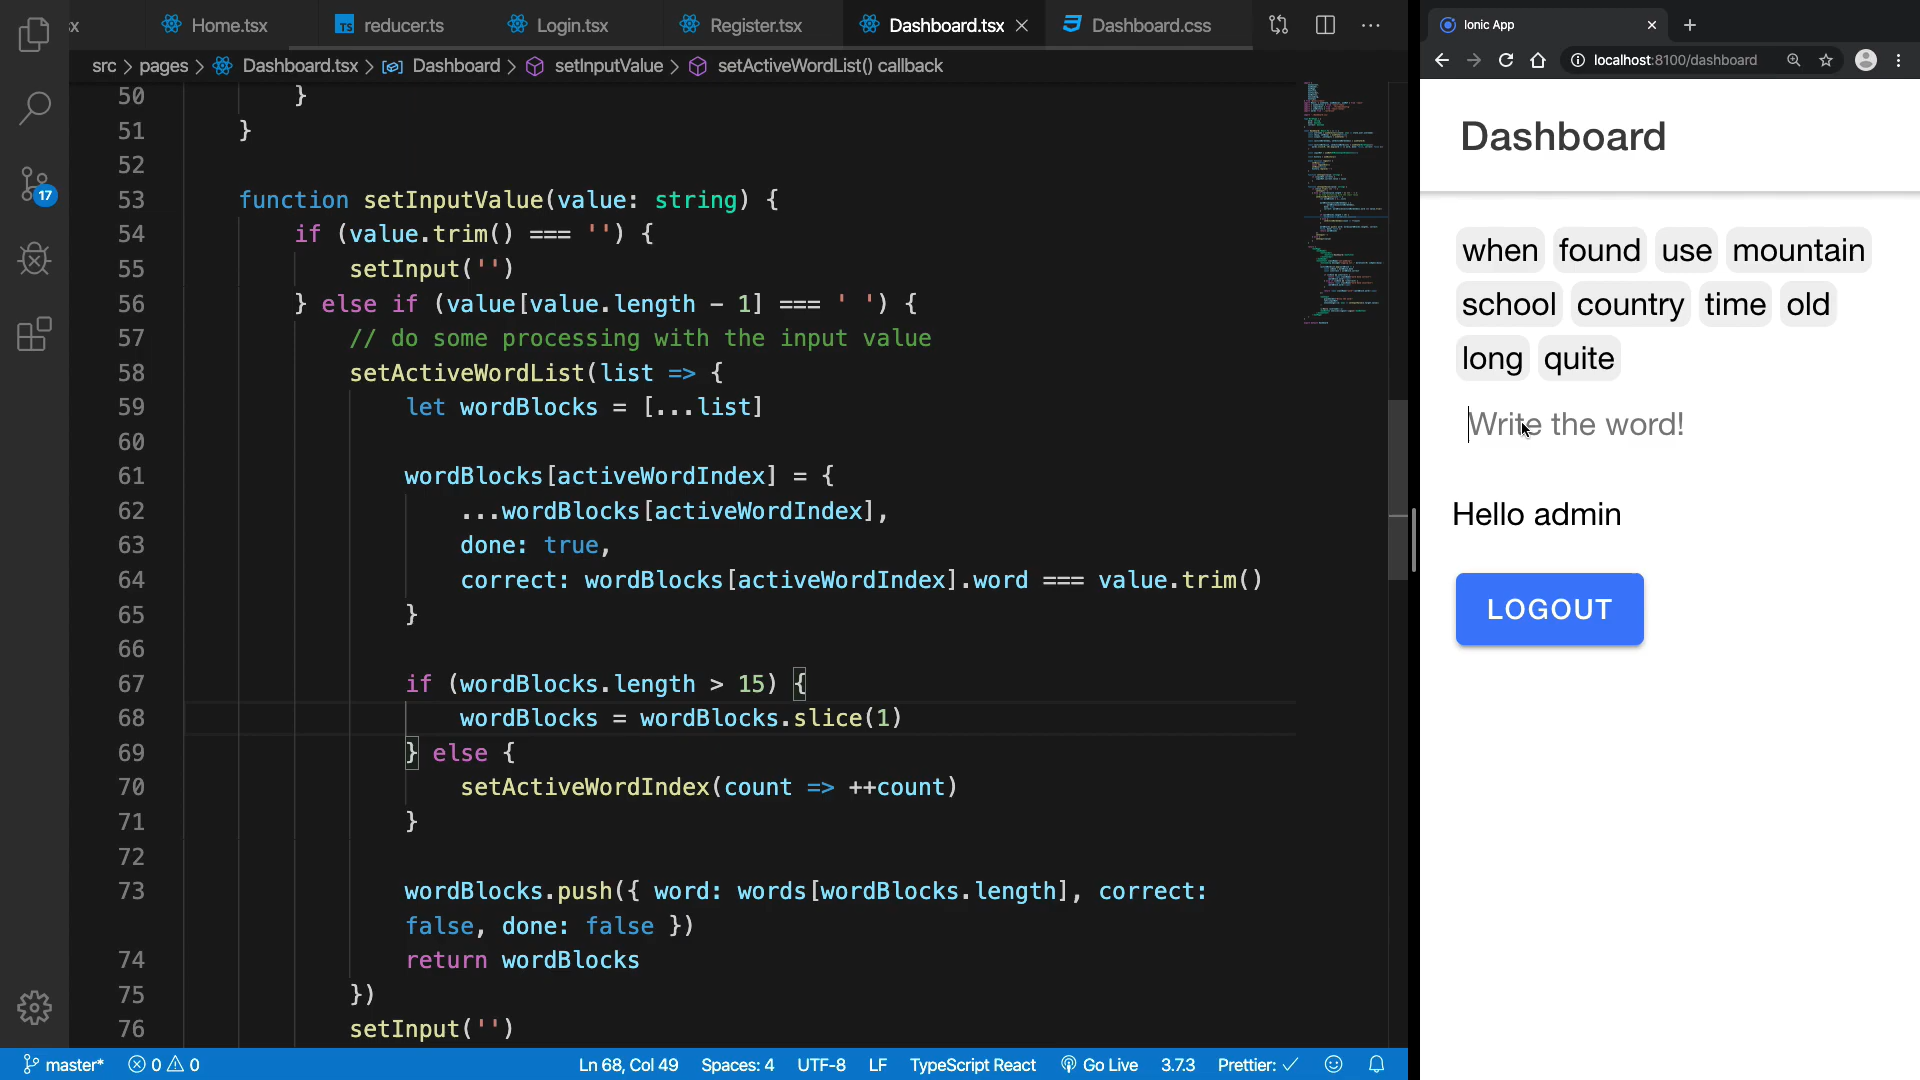 sx Home.tsx TS reducer.ts Login.tsx Register.tsx Dashboard.tsx Dashboard.css
src > pages > Dashboard.tsx > Dashboard > setInputValue > setActiveWordList() callback
17
50 }
51 }
52
53 function setInputValue(value: string) {
54 if (value.trim() === '') {
55 setInput('')
56 } else if (value[value.length - 1] === ' ') {
57 // do some processing with the input value
58 setActiveWordList(list => {
59 let wordBlocks = [...list]
60
61 wordBlocks[activeWordIndex] = {
62 ...wordBlocks[activeWordIndex],
63 done: true,
64 correct: wordBlocks[activeWordIndex].word === value.trim()
65 }
66
67 if (wordBlocks.length > 15) {
68 wordBlocks = wordBlocks.slice(1)
69 } else {
70 setActiveWordIndex(count => ++count)
71 }
72
73 wordBlocks.push({ word: words[wordBlocks.length], correct:
false, done: false })
74 return wordBlocks
75 })
76 setInput('')
master* 0 0 Ln 68, Col 49 Spaces: 4 UTF-8 LF TypeScript React Go Live 3.7.3 Prettier: ✓
Ionic App
localhost:8100/dashboard
Dashboard
when found use mountain
school country time old
long quite
Write the word!
Hello admin
LOGOUT